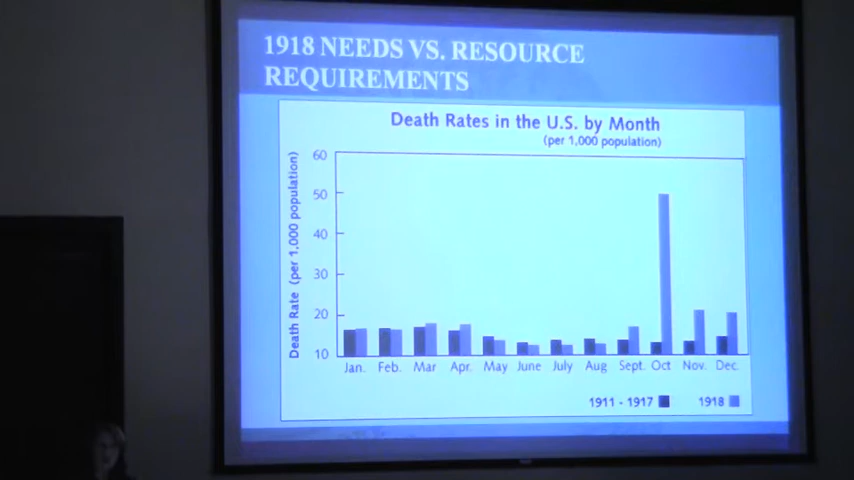 1918 NEEDS VS. RESOURCE
REQUIREMENTS
Death Rates in the U.S. by Month
(per 1,000 population)
Death Rate (per 1,000 population)
60
50
40
30
20
10
Jan. Feb. Mar Apr. May June July Aug Sept. Oct Nov. Dec.
1911 - 1917 1918